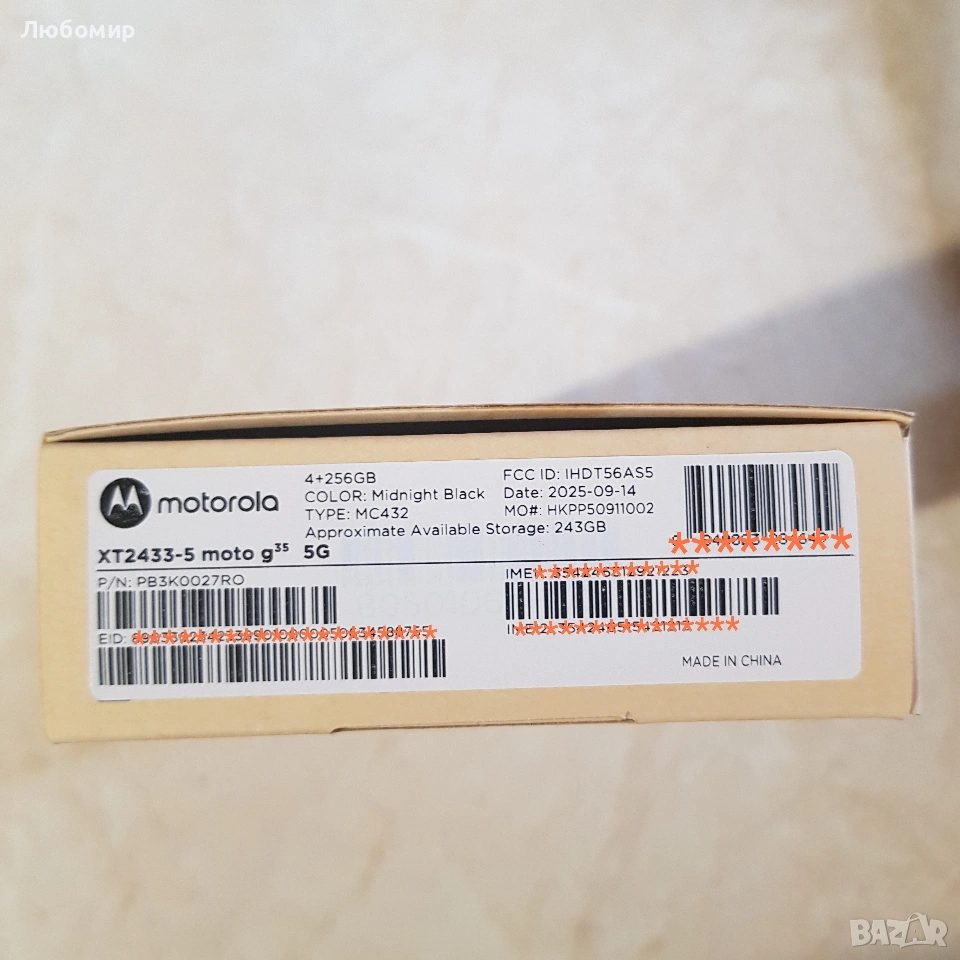 Любомир
motorola
4+256GB
COLOR: Midnight Black
TYPE: MC432
Approximate Available Storage: 243GB
FCC ID: IHDT56AS5
Date: 2025-09-14
MO#: HKPP50911002
XT2433-5 moto g35 5G
P/N: PB3K0027RO
EID:
MADE IN CHINA
BAZAR